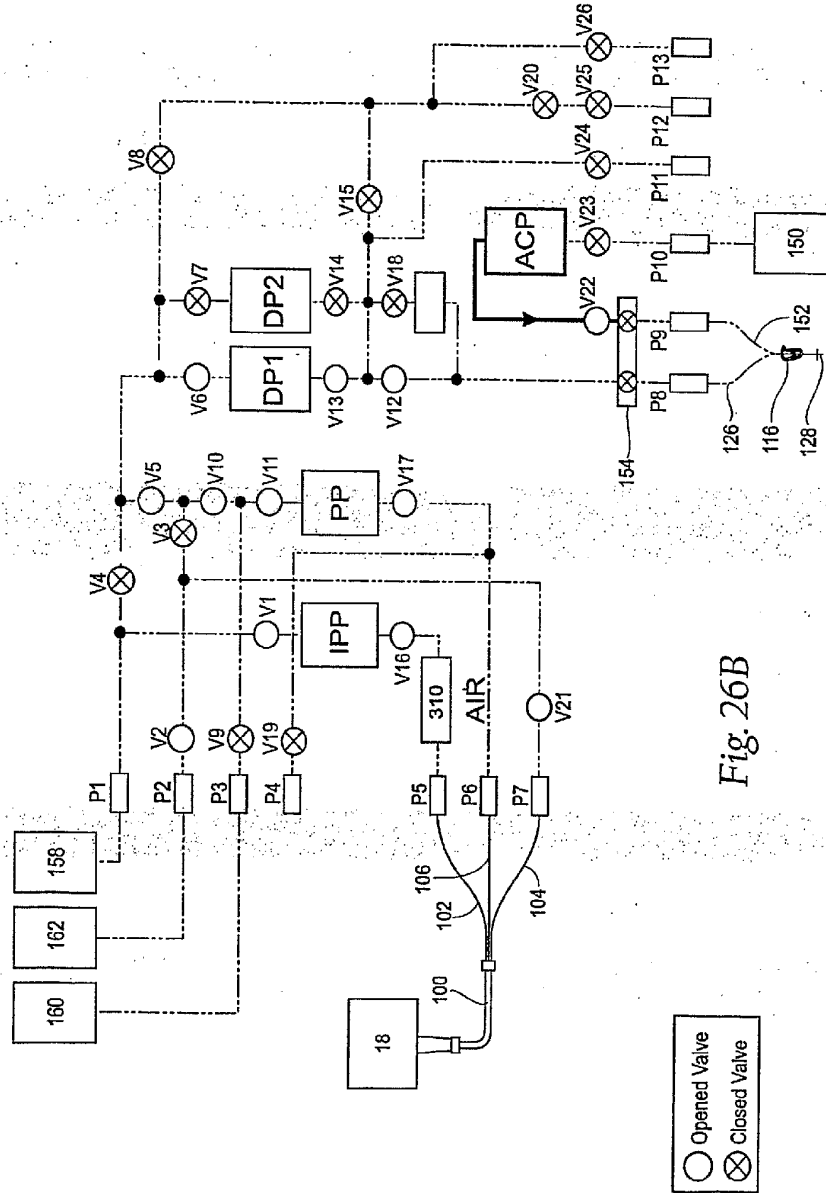 158
162
160
18
P1
P2
P3
P4
P5
P6
P7
V2
V9
V19
V4
V3
V5
V10
V11
V1
IPP
V16
310
AIR
PP
V17
V21
102
106
104
100
V8
V6
V7
DP1
DP2
V13
V14
V15
V12
V18
ACP
V22
V23
V24
V20
V25
V26
154
P8
P9
P10
P11
P12
P13
126
116
128
152
150
Opened Valve
Closed Valve
Fig. 26B